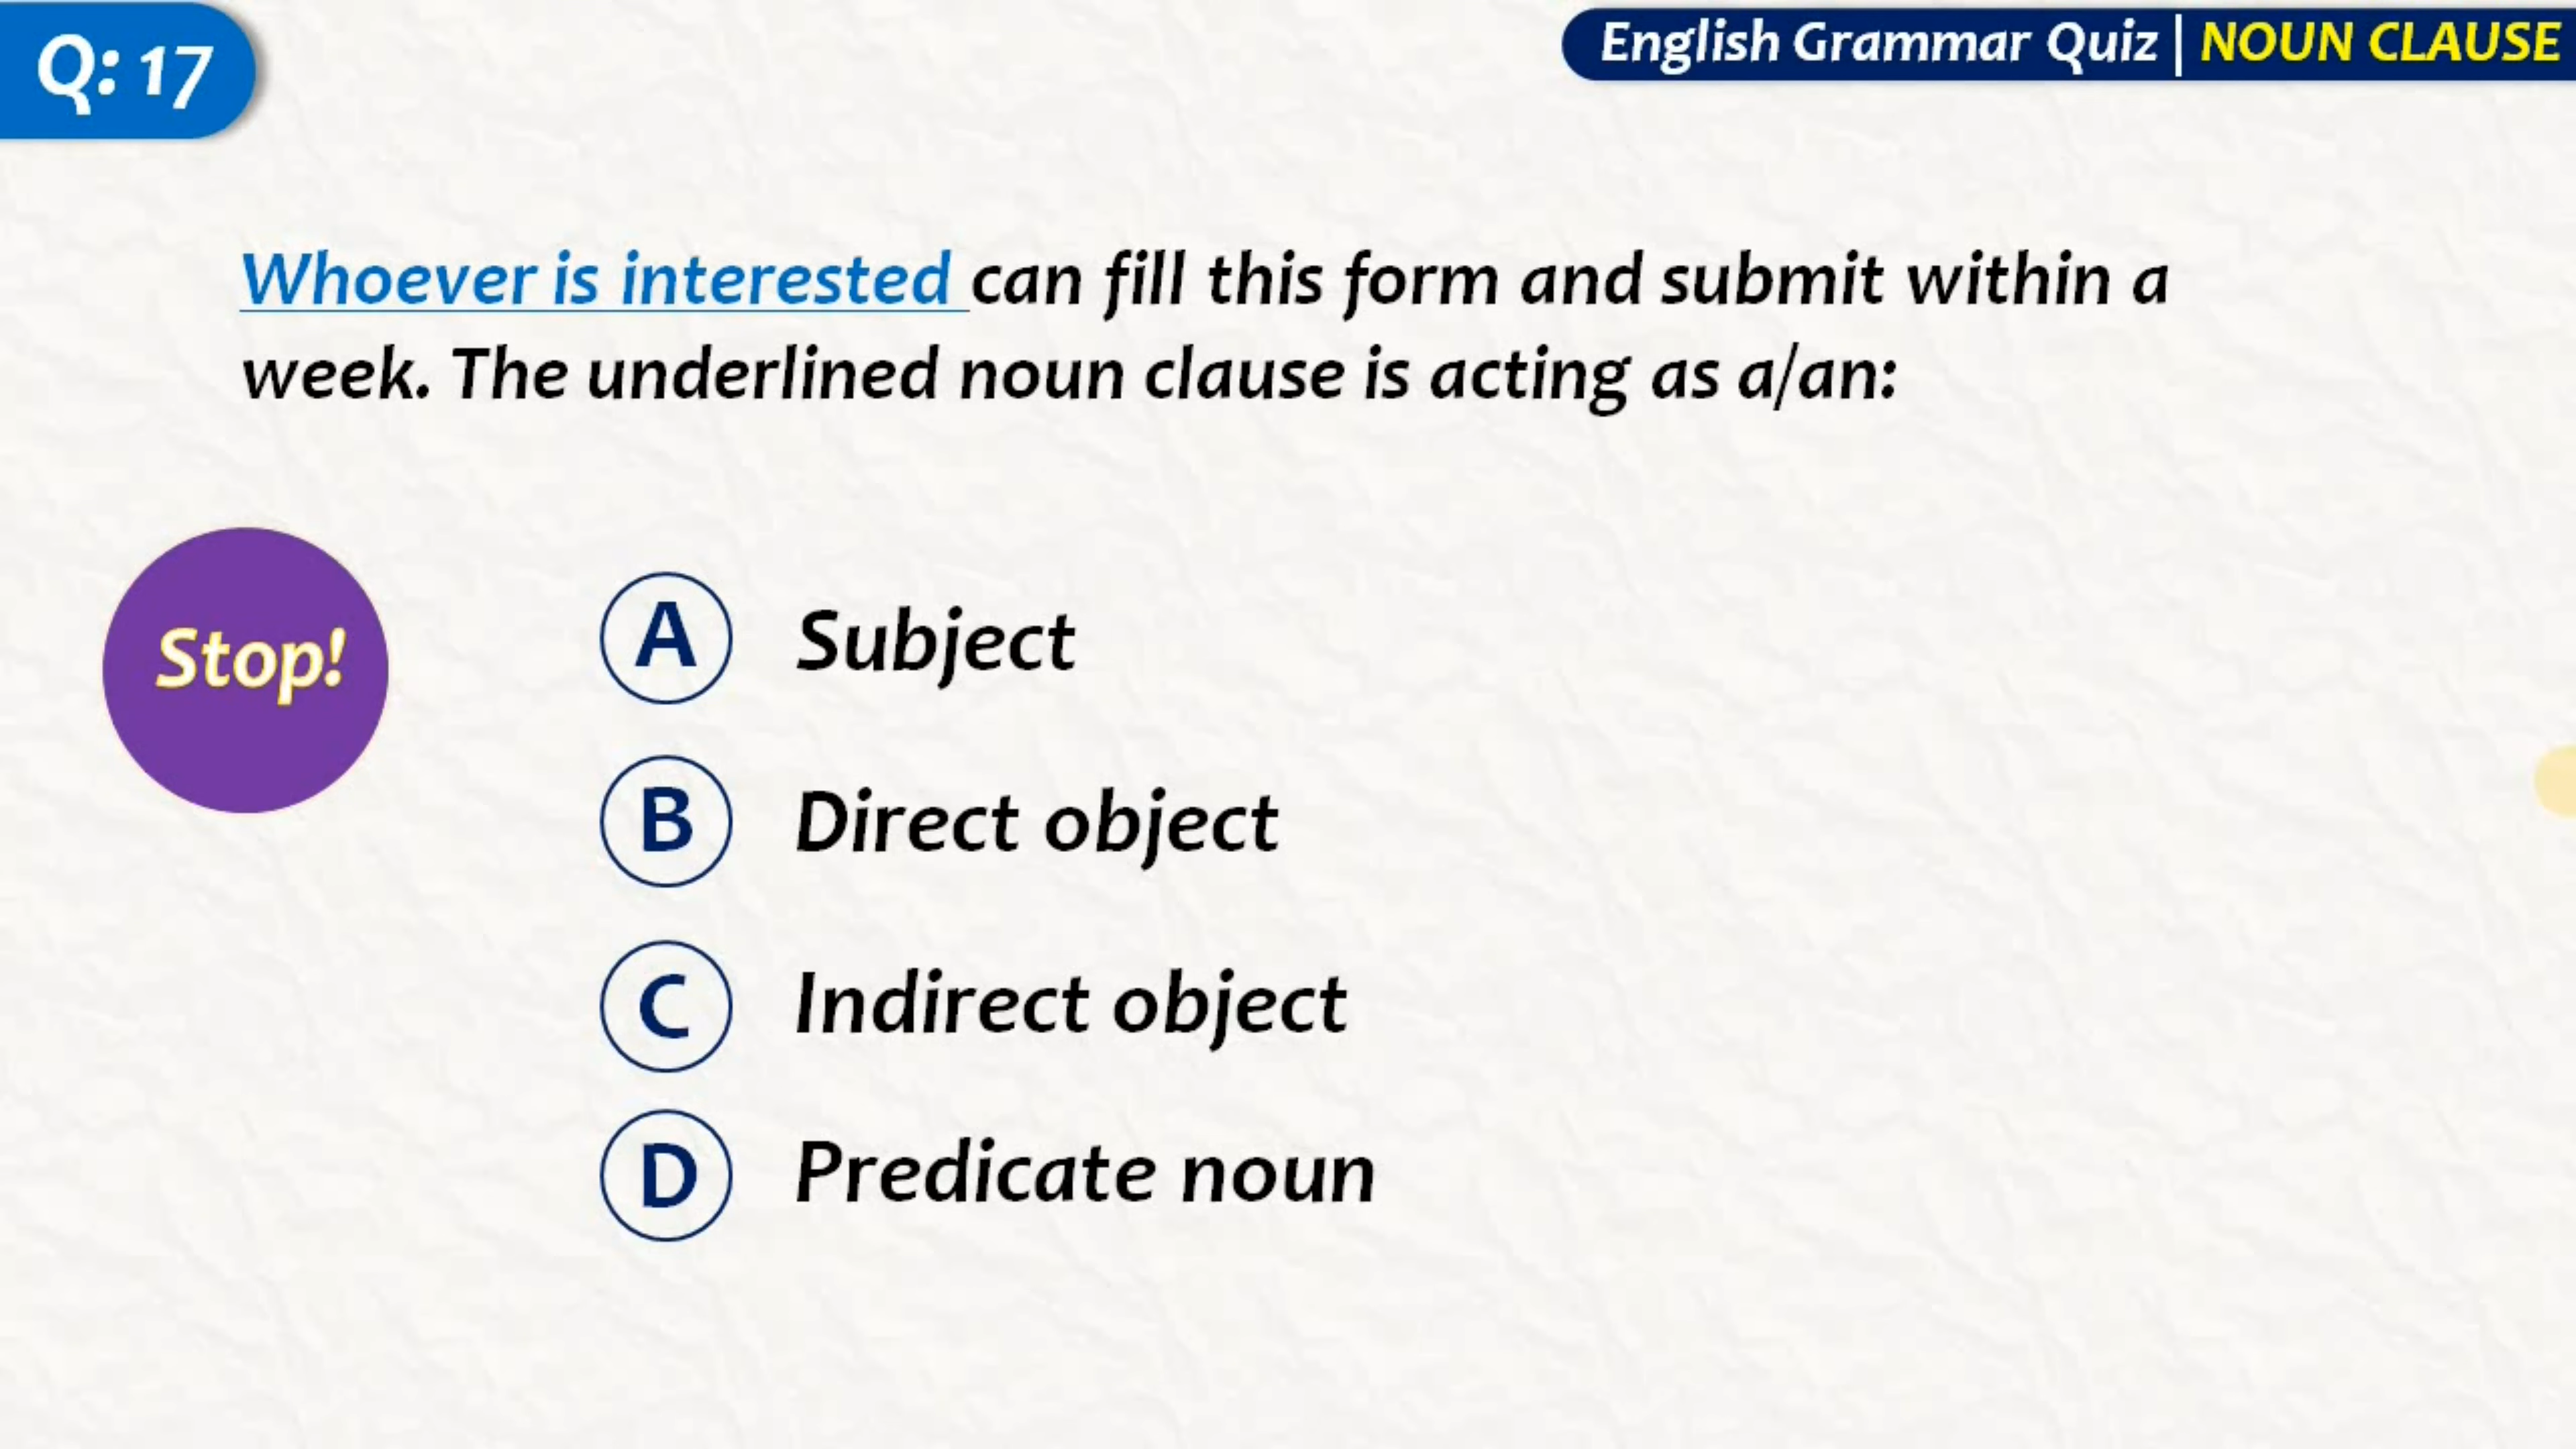 Q: 17
English Grammar Quiz | NOUN CLAUSE
Whoever is interested can fill this form and submit within a
week. The underlined noun clause is acting as a/an:
Stop!
A Subject
B Direct object
C Indirect object
D Predicate noun